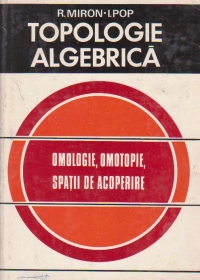 R. MIRON - I. POP
TOPOLOGIE
ALGEBRICĂ
OMOLOGIE, OMOTOPIE,
SPAȚII DE ACOPERIRE